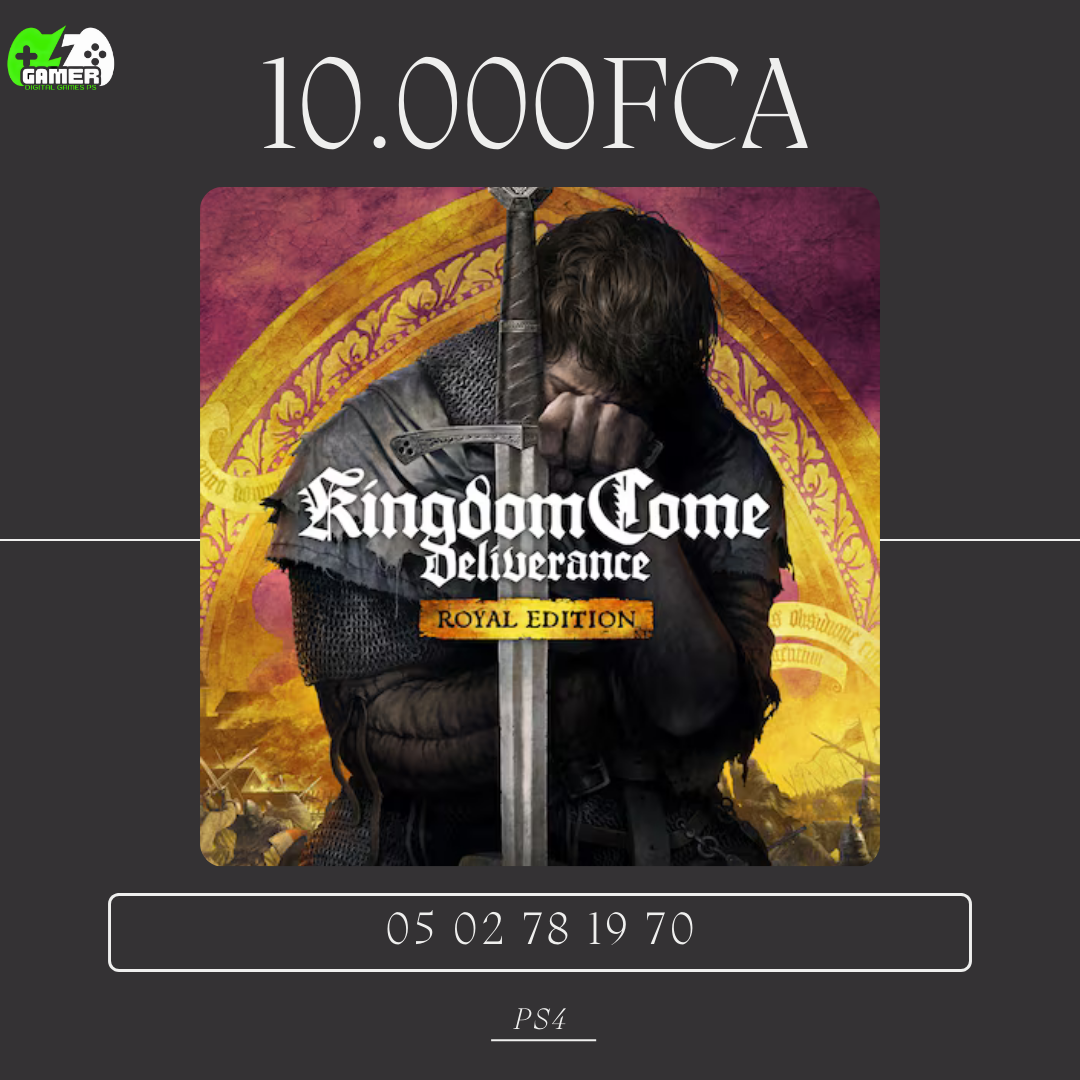 GAMER
DIGITAL GAMES PS
10.000FCA
Kingdom Come
Deliverance
ROYAL EDITION
05 02 78 19 70
PS4